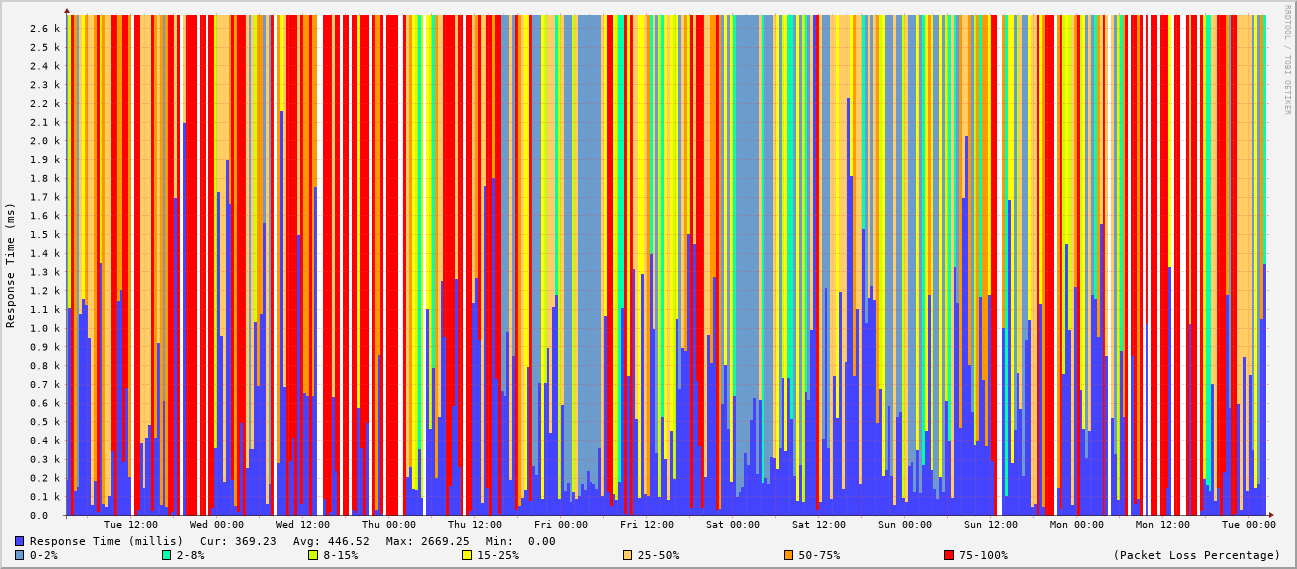 RRDTOOL / TOBI OETIKER
Response Time (ms)
2.6 k
2.5 k
2.4 k
2.3 k
2.2 k
2.1 k
2.0 k
1.9 k
1.8 k
1.7 k
1.6 k
1.5 k
1.4 k
1.3 k
1.2 k
1.1 k
1.0 k
0.9 k
0.8 k
0.7 k
0.6 k
0.5 k
0.4 k
0.3 k
0.2 k
0.1 k
0.0
Tue 12:00 Wed 00:00 Wed 12:00 Thu 00:00 Thu 12:00 Fri 00:00 Fri 12:00 Sat 00:00 Sat 12:00 Sun 00:00 Sun 12:00 Mon 00:00 Mon 12:00 Tue 00:00
Response Time (millis) Cur: 369.23 Avg: 446.52 Max: 2669.25 Min: 0.00
0-2% 2-8% 8-15% 15-25% 25-50% 50-75% 75-100% (Packet Loss Percentage)